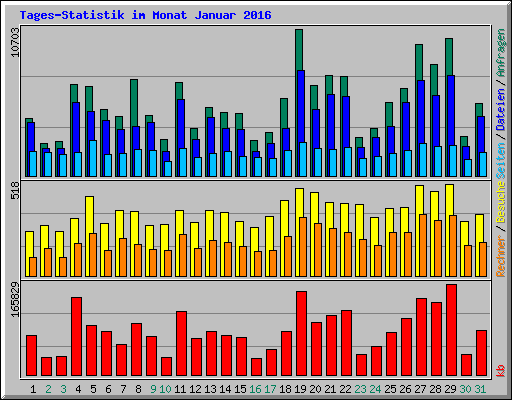 Tages-Statistik im Monat Januar 2016
10703
518
165829
Rechner / Besuche Seiten / Dateien / Anfragen
kb
1 2 3 4 5 6 7 8 9 10 11 12 13 14 15 16 17 18 19 20 21 22 23 24 25 26 27 28 29 30 31